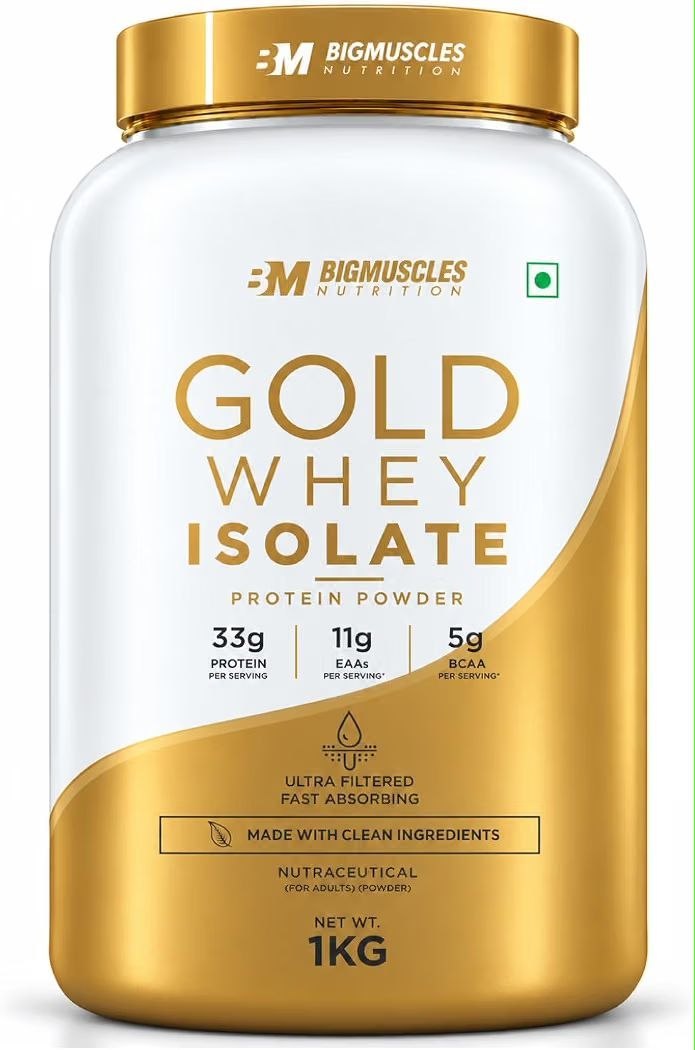 BM BIGMUSCLES
NUTRITION
BM BIGMUSCLES
NUTRITION
GOLD
WHEY
ISOLATE
PROTEIN POWDER
33g 11g 5g
PROTEIN EAAs BCAA
PER SERVING PER SERVING* PER SERVING*
ULTRA FILTERED
FAST ABSORBING
MADE WITH CLEAN INGREDIENTS
NUTRACEUTICAL
(FOR ADULTS) (POWDER)
NET WT.
1KG